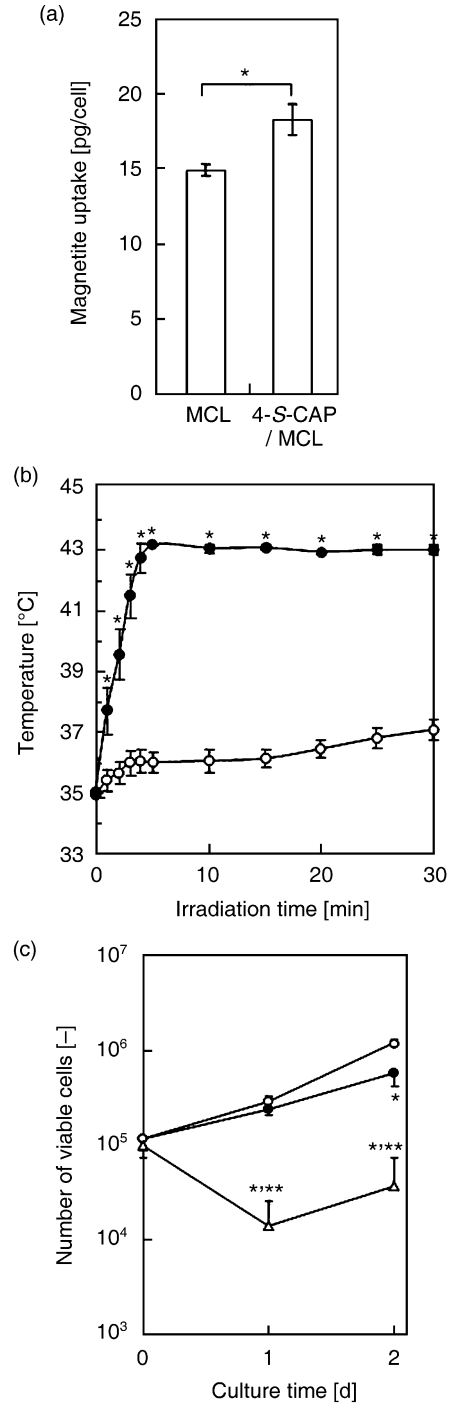 (a)
Magnetite uptake [pg/cell]
25
20
15
10
5
0
*
MCL
4-S-CAP
/ MCL
(b)
Temperature [°C]
45
43
41
39
37
35
33
* * * * * * * * * *
0 10 20 30
Irradiation time [min]
(c)
Number of viable cells [–]
10⁷
10⁶
10⁵
10⁴
10³
*
*,**
*,**
0 1 2
Culture time [d]